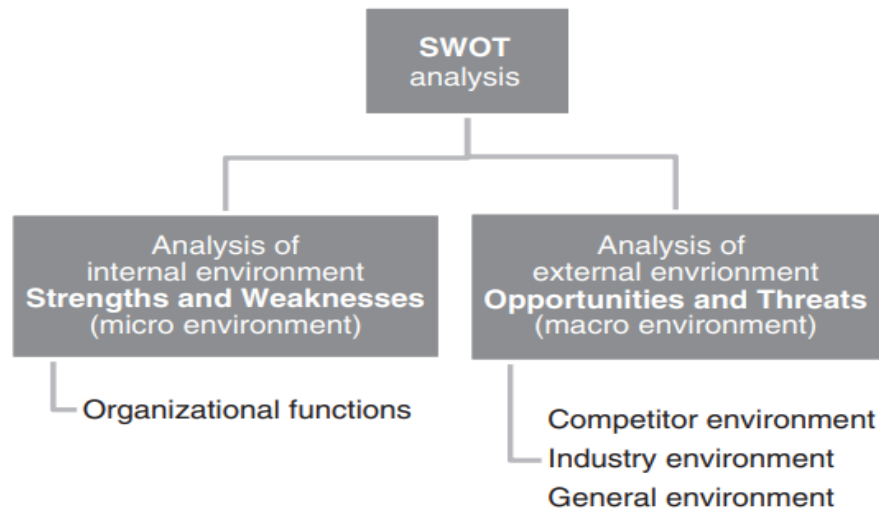 SWOT
analysis
Analysis of
internal environment
Strengths and Weaknesses
(micro environment)
Organizational functions
Analysis of
external envrionment
Opportunities and Threats
(macro environment)
Competitor environment
Industry environment
General environment